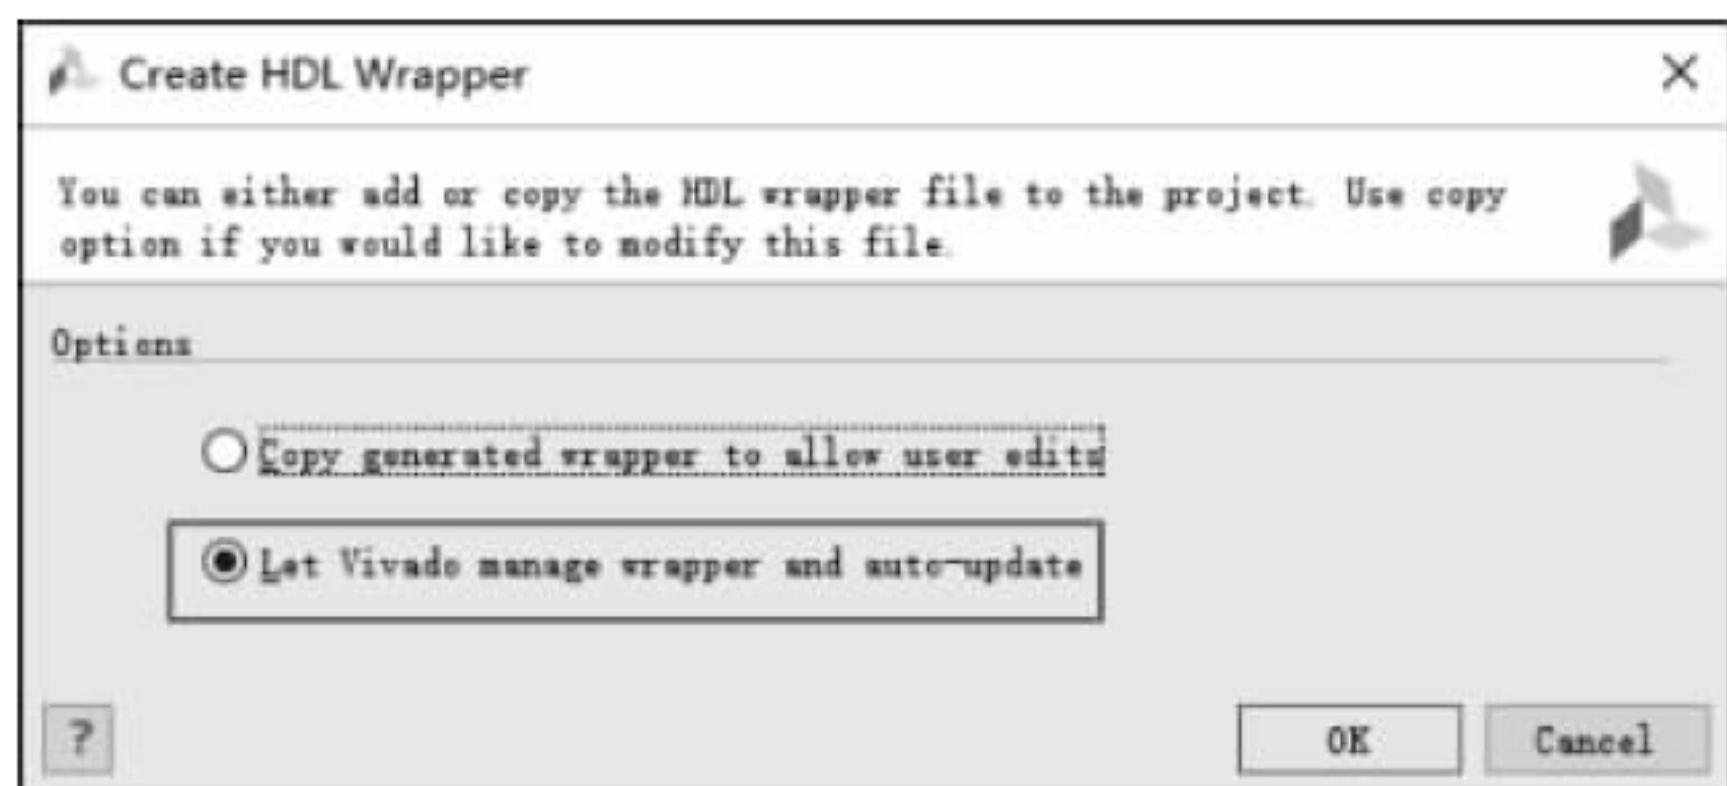 Create HDL Wrapper
You can either add or copy the HDL wrapper file to the project. Use copy
option if you would like to modify this file.
Options
Copy generated wrapper to allow user edits
Let Vivado manage wrapper and auto-update
?
OK
Cancel